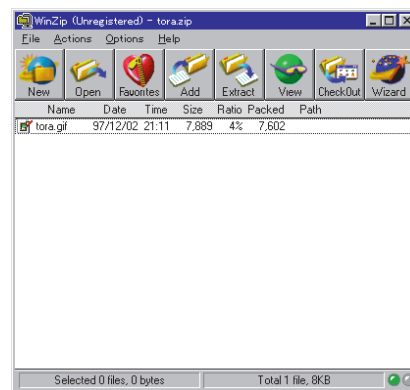 WinZip (Unregistered) - tora.zip
File Actions Options Help
New Open Favorites Add Extract View CheckOut Wizard
Name Date Time Size Ratio Packed Path
tora.gif 97/12/02 21:11 7,889 4% 7,602
Selected 0 files, 0 bytes Total 1 file, 8KB